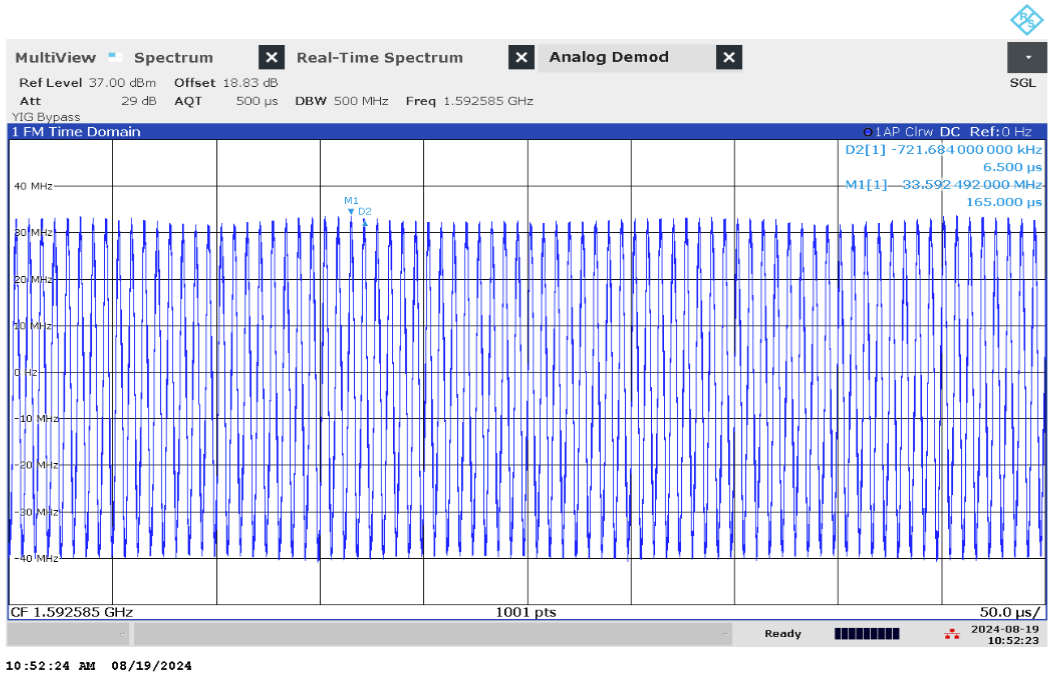 R&S
MultiView Spectrum Real-Time Spectrum Analog Demod
Ref Level 37.00 dBm Offset 18.83 dB SGL
Att 29 dB AQT 500 µs DBW 500 MHz Freq 1.592585 GHz
YIG Bypass
1 FM Time Domain 1AP Clrw DC Ref:0 Hz
D2[1] -721.684 000 000 kHz
6.500 µs
M1[1] 33.592 492 000 MHz
165.000 µs
40 MHz
M1
D2
30 MHz
20 MHz
10 MHz
0 Hz
-10 MHz
-20 MHz
-30 MHz
-40 MHz
CF 1.592585 GHz 1001 pts 50.0 µs/
Ready 2024-08-19
10:52:23
10:52:24 AM 08/19/2024